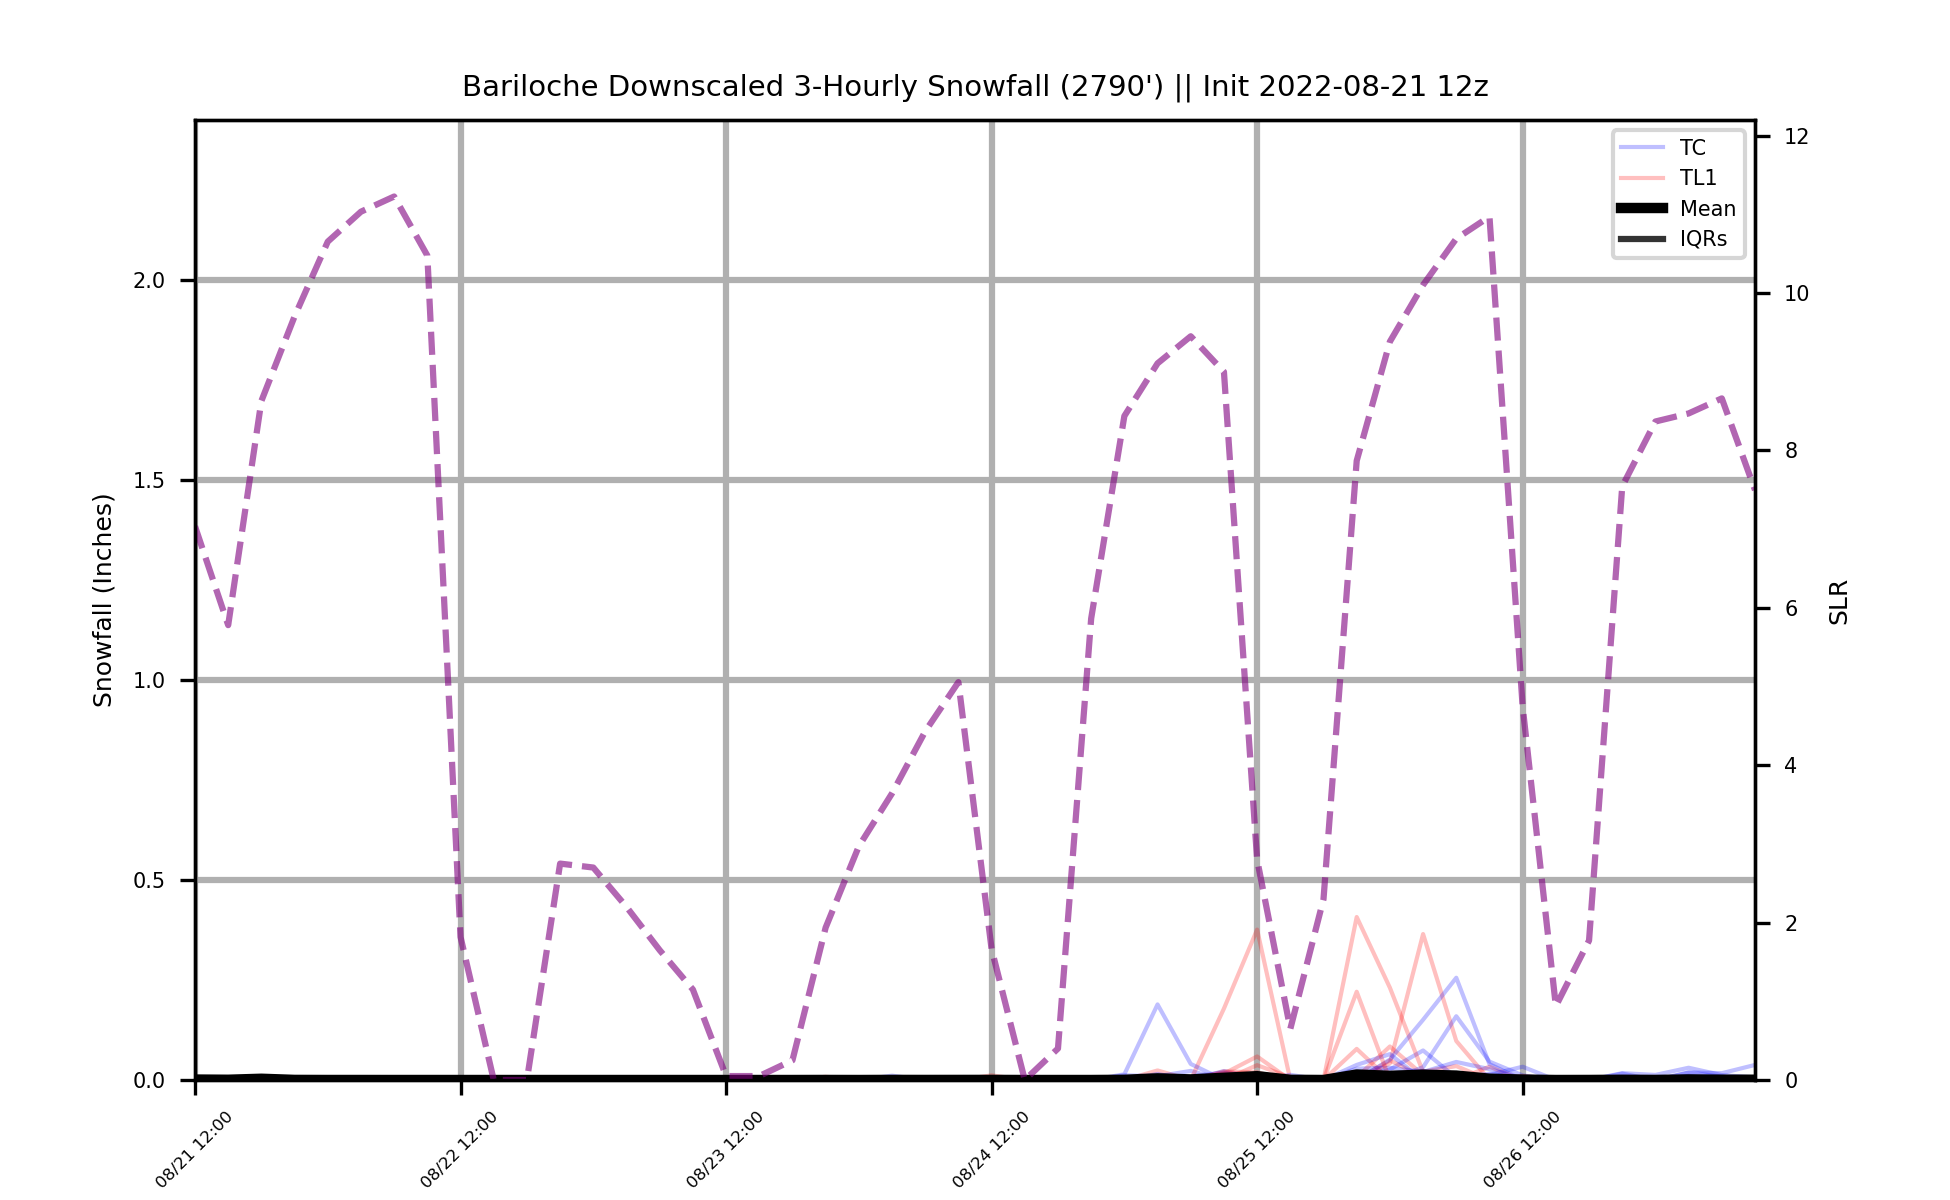 Bariloche Downscaled 3-Hourly Snowfall (2790') || Init 2022-08-21 12z
TC
TL1
Mean
IQRs
Snowfall (Inches)
2.0
1.5
1.0
0.5
0.0
12
10
8
6
4
2
0
SLR
08/21 12:00
08/22 12:00
08/23 12:00
08/24 12:00
08/25 12:00
08/26 12:00